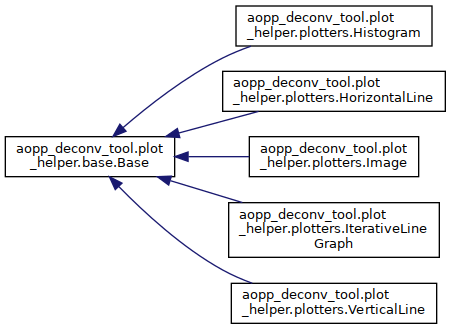 aopp_deconv_tool.plot
_helper.plotters.Histogram
aopp_deconv_tool.plot
_helper.plotters.HorizontalLine
aopp_deconv_tool.plot
_helper.base.Base
aopp_deconv_tool.plot
_helper.plotters.Image
aopp_deconv_tool.plot
_helper.plotters.IterativeLine
Graph
aopp_deconv_tool.plot
_helper.plotters.VerticalLine